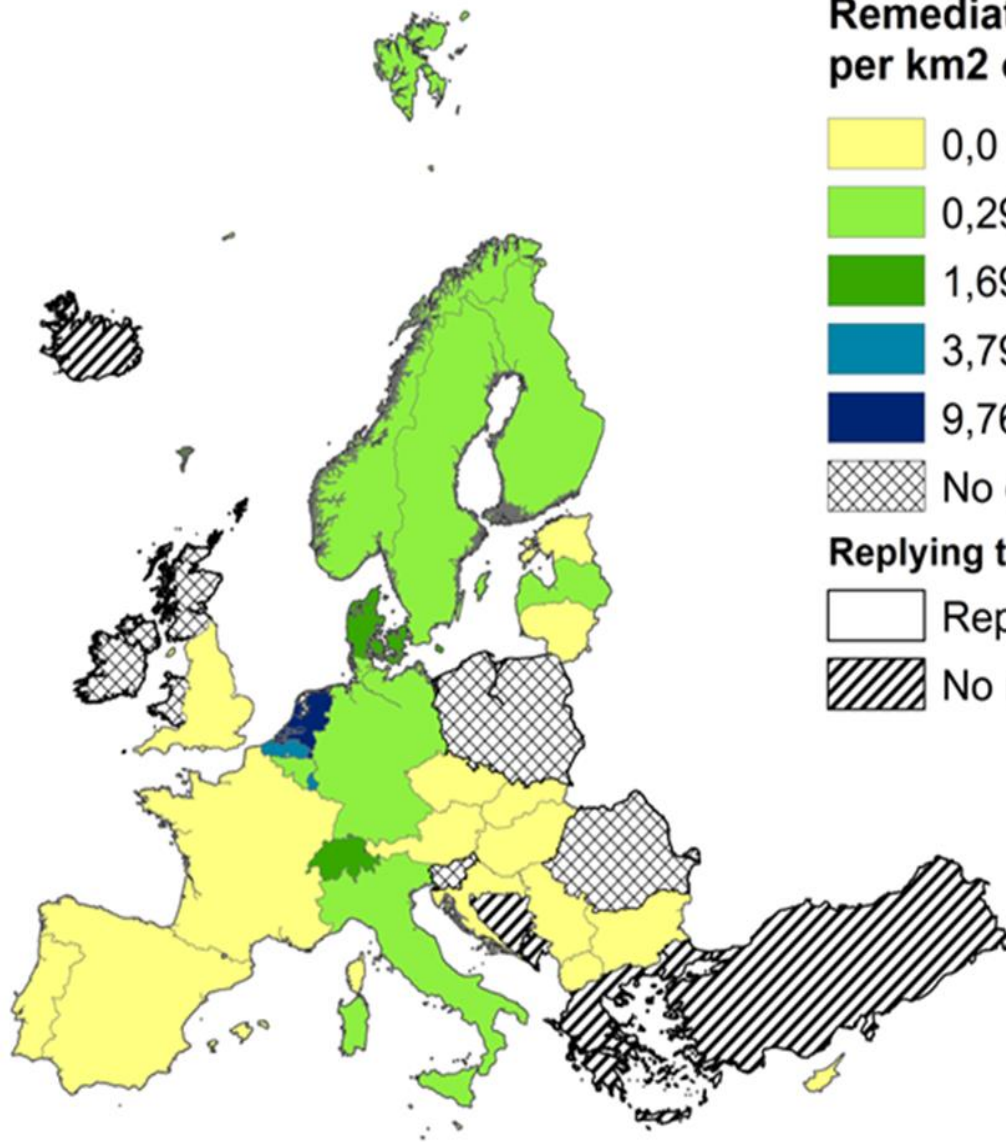 Remediat
per km2
0,0
0,29
1,69
3,79
9,76
No
Replying t
Rep
No